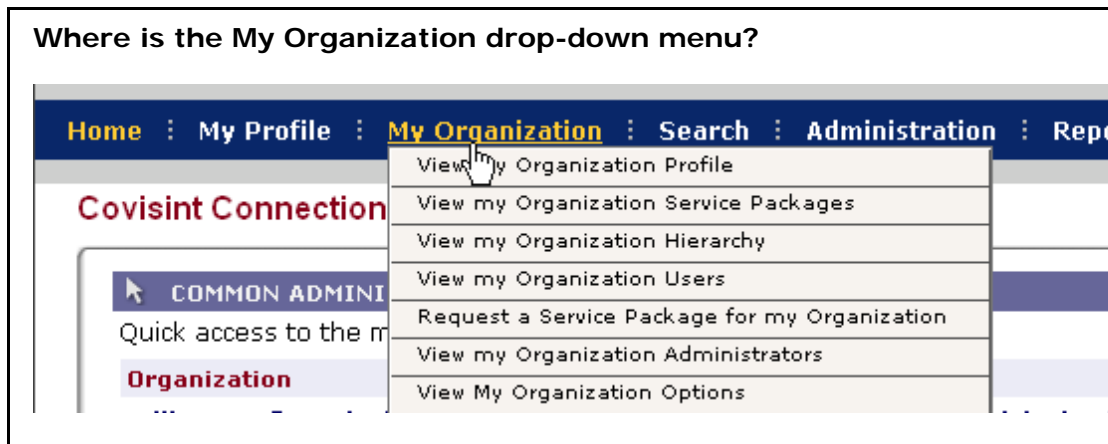 Where is the My Organization drop-down menu?
Home My Profile My Organization Search Administration
View my Organization Profile
Covisint Connection
View my Organization Service Packages
View my Organization Hierarchy
View my Organization Users
COMMON
Request a Service Package for my Organization
Quick access to the
View my Organization Administrators
Organization
View My Organization Options